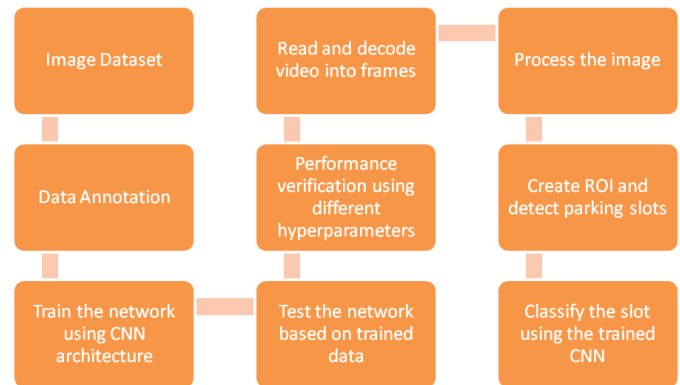 Image Dataset
Data Annotation
Train the network
using CNN
architecture
Test the network
based on trained
data
Performance
verification using
different
hyperparameters
Read and decode
video into frames
Process the image
Create ROI and
detect parking slots
Classify the slot
using the trained
CNN